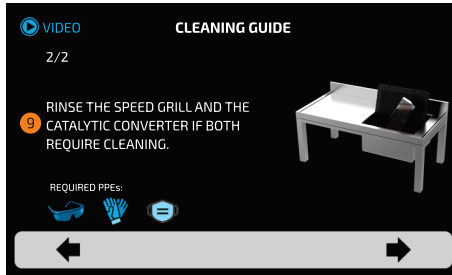 VIDEO
CLEANING GUIDE
2/2
9
RINSE THE SPEED GRILL AND THE
CATALYTIC CONVERTER IF BOTH
REQUIRE CLEANING.
REQUIRED PPEs: